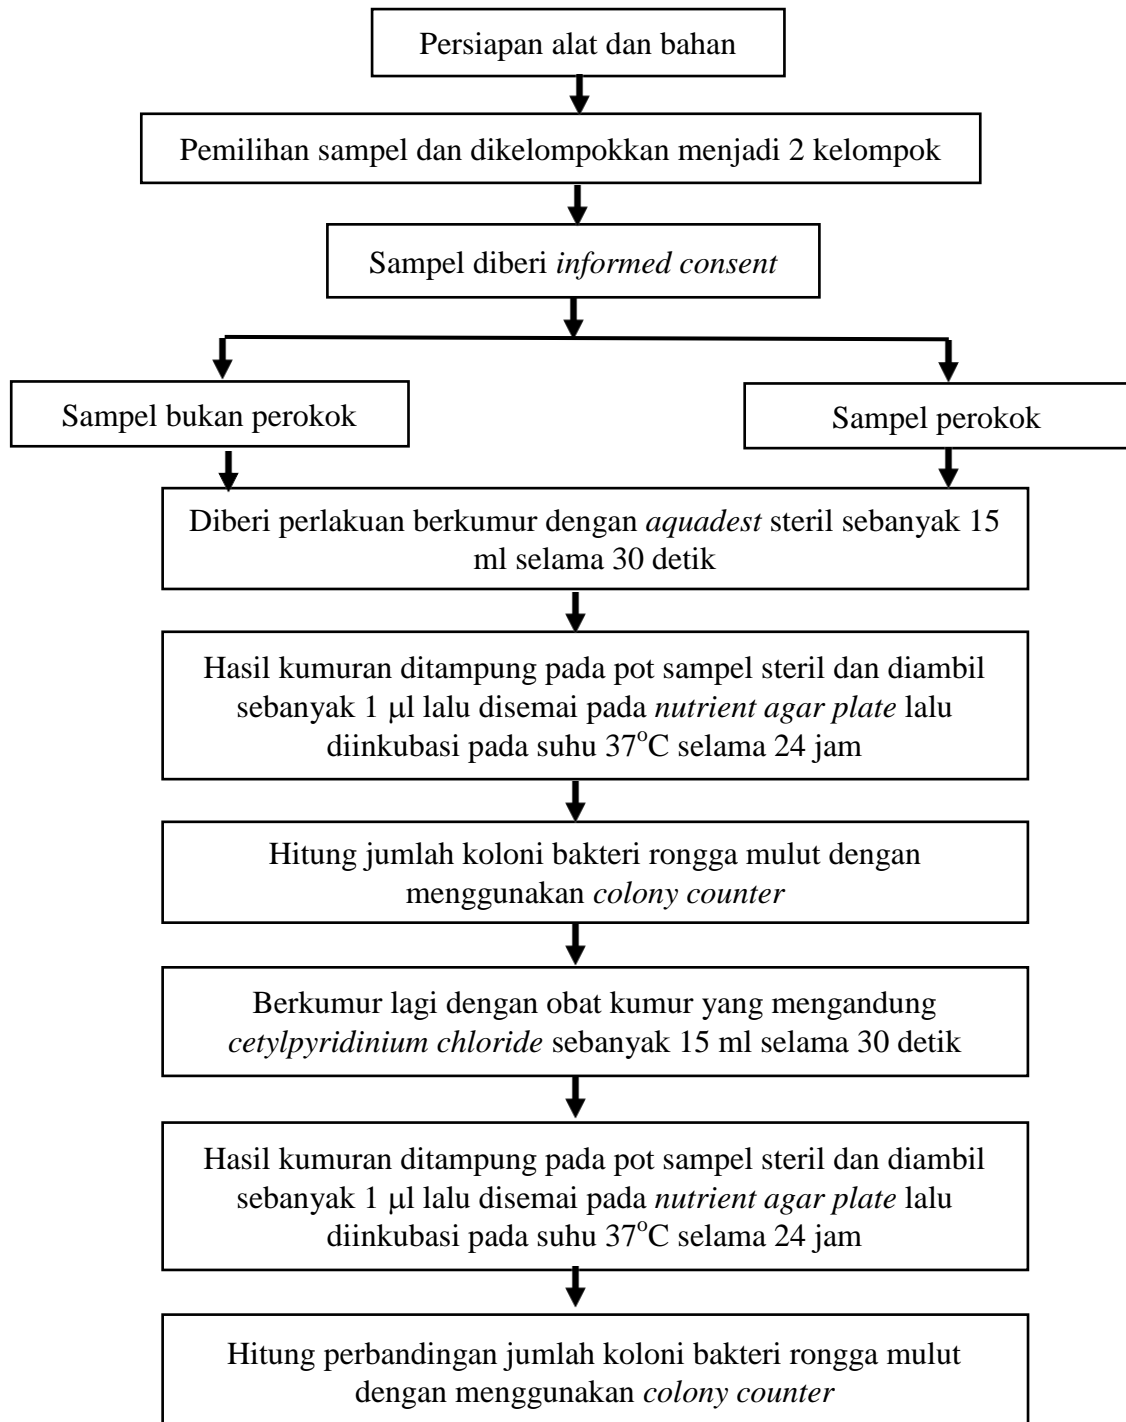 Persiapan alat dan bahan
Pemilihan sampel dan dikelompokkan menjadi 2 kelompok
Sampel diberi informed consent
Sampel bukan perokok
Sampel perokok
Diberi perlakuan berkumur dengan aquadest steril sebanyak 15
ml selama 30 detik
Hasil kumuran ditampung pada pot sampel steril dan diambil
sebanyak 1 μl lalu disemai pada nutrient agar plate lalu
diinkubasi pada suhu 37°C selama 24 jam
Hitung jumlah koloni bakteri rongga mulut dengan
menggunakan colony counter
Berkumur lagi dengan obat kumur yang mengandung
cetylpyridinium chloride sebanyak 15 ml selama 30 detik
Hasil kumuran ditampung pada pot sampel steril dan diambil
sebanyak 1 μl lalu disemai pada nutrient agar plate lalu
diinkubasi pada suhu 37°C selama 24 jam
Hitung perbandingan jumlah koloni bakteri rongga mulut
dengan menggunakan colony counter